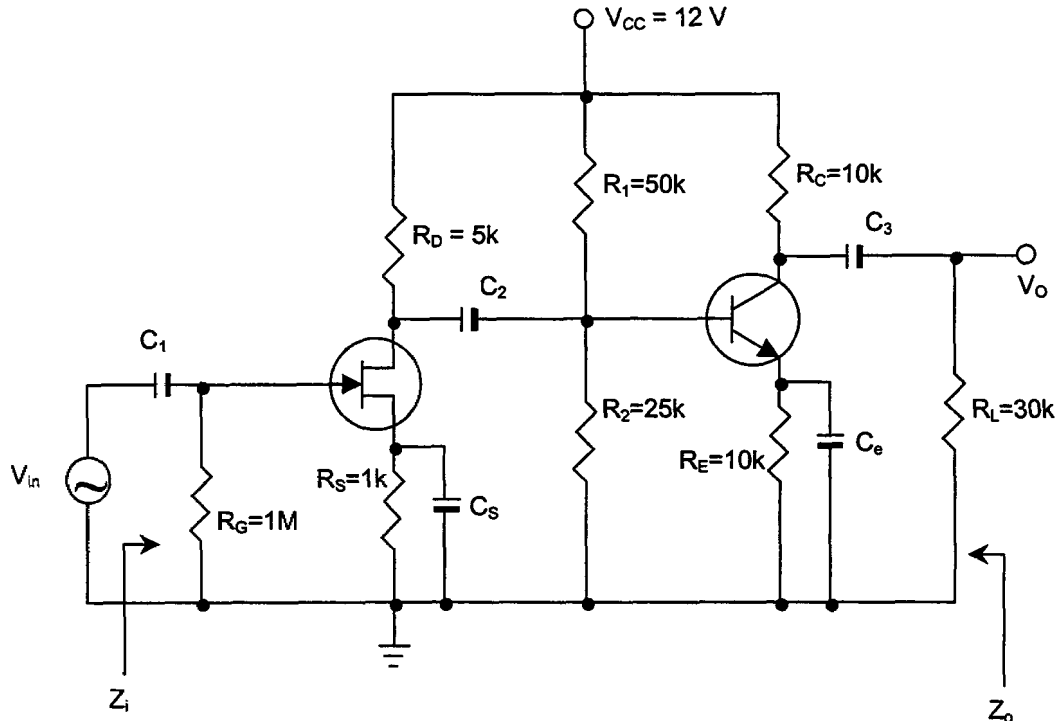 V_CC = 12 V
R_1=50k
R_C=10k
R_D = 5k
C_3
C_2
V_O
C_1
R_2=25k
R_L=30k
R_E=10k
C_e
V_in
R_S=1k
C_S
R_G=1M
Z_i
Z_o